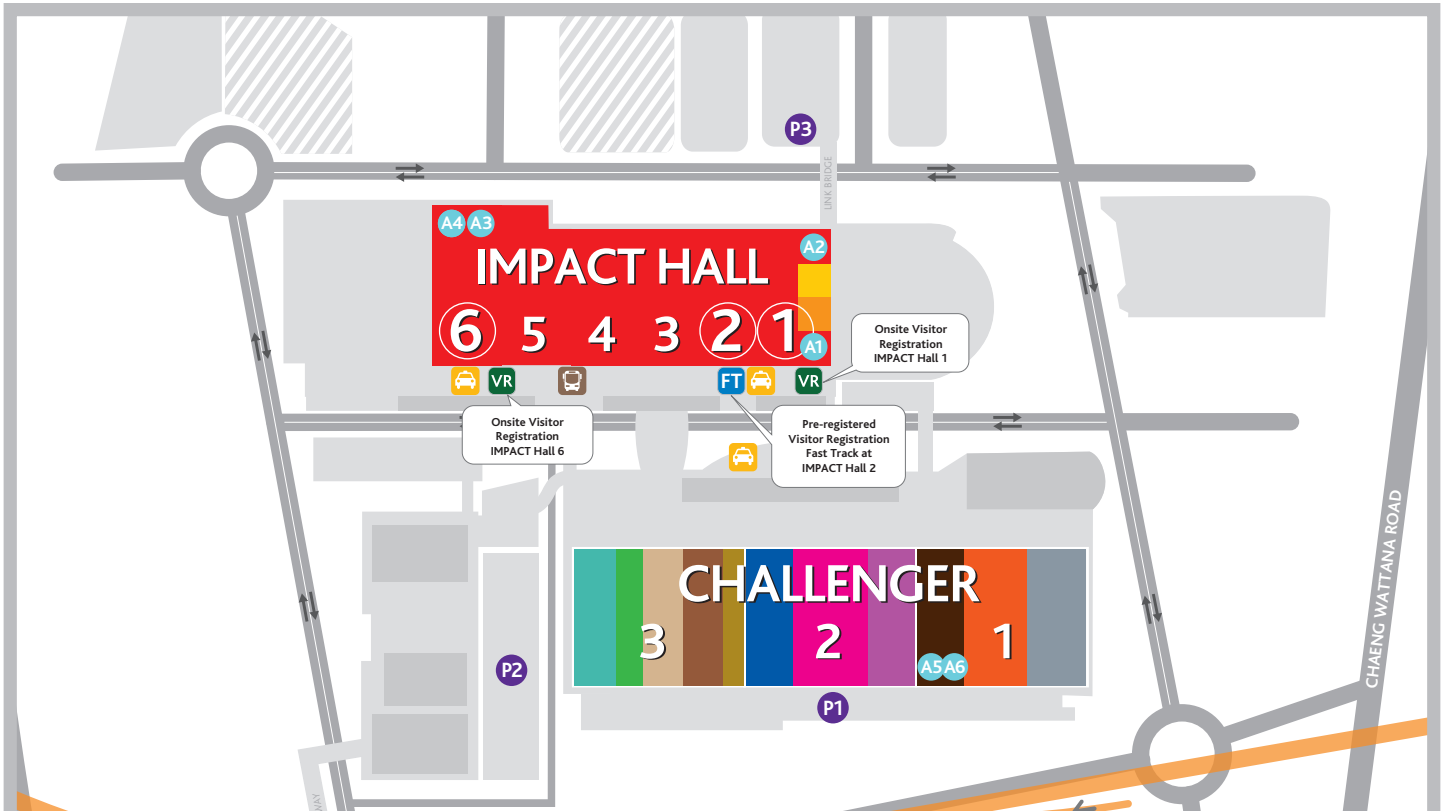 P3
LINK BRIDGE
A4 A3
A2
IMPACT HALL
6 5 4 3 2 1
A1
Onsite Visitor
Registration
IMPACT Hall 1
VR
FT
VR
Onsite Visitor
Registration
IMPACT Hall 6
Pre-registered
Visitor Registration
Fast Track at
IMPACT Hall 2
CHAENG WATTANA ROAD
CHALLENGER
3 2 1
A5 A6
P2
P1